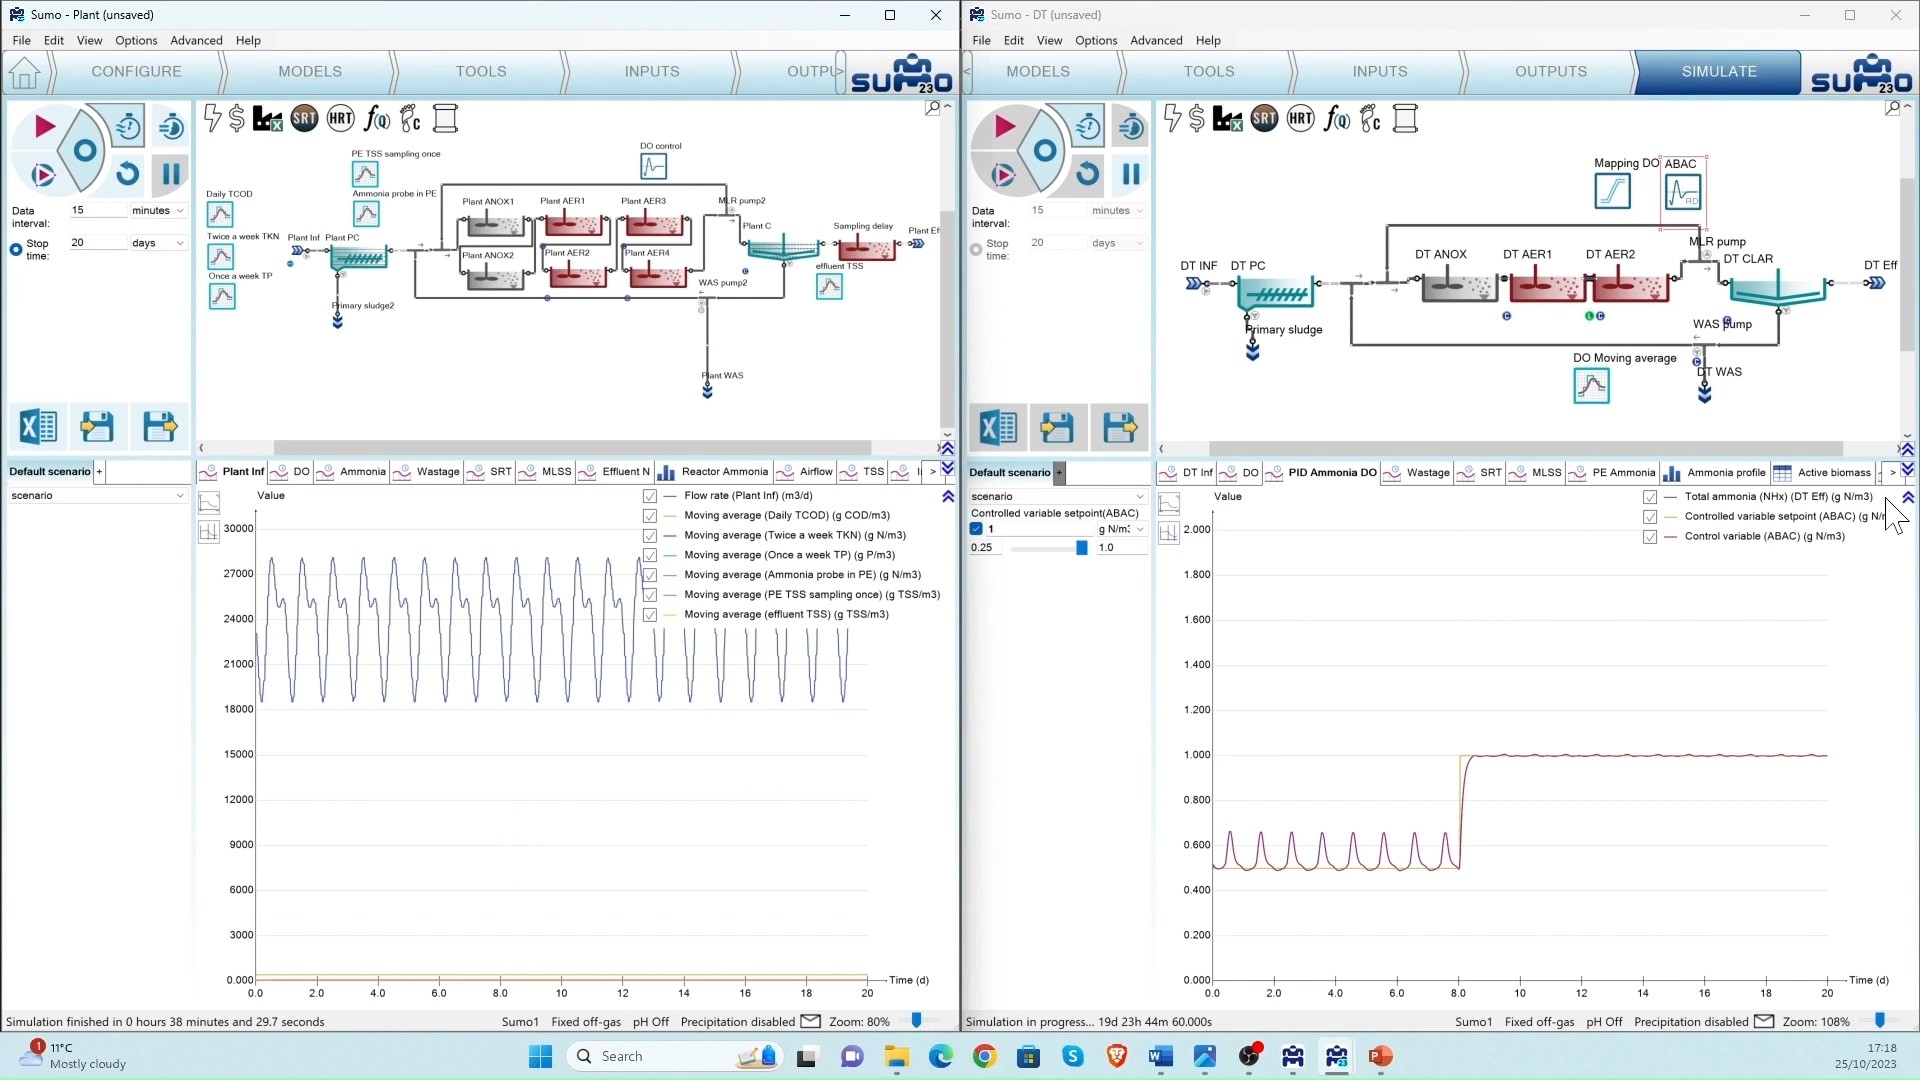 Sumo - Plant (unsaved)
File Edit View Options Advanced Help
CONFIGURE MODELS TOOLS INPUTS OUTPU
SUMO 23
SRT HRT f(Q) C
Data interval: 15 minutes
Stop time: 20 days
PE TSS sampling once
DO control
Daily TCOD
Ammonia probe in PE
Plant ANOX1
Plant AER1
Plant AER3
MLR pump2
Twice a week TKN
Plant Inf
Plant PC
Plant C
Sampling delay
Plant Ef
Plant ANOX2
Plant AER2
Plant AER4
Once a week TP
effluent TSS
WAS pump2
Primary sludge2
Plant WAS
Default scenario +
scenario
Plant Inf DO Ammonia Wastage SRT MLSS Effluent N Reactor Ammonia Airflow TSS
Value
Flow rate (Plant Inf) (m3/d)
Moving average (Daily TCOD) (g COD/m3)
Moving average (Twice a week TKN) (g N/m3)
Moving average (Once a week TP) (g P/m3)
Moving average (Ammonia probe in PE) (g N/m3)
Moving average (PE TSS sampling once) (g TSS/m3)
Moving average (effluent TSS) (g TSS/m3)
30000
27000
24000
21000
18000
15000
12000
9000
6000
3000
0.000
Time (d)
0.0 2.0 4.0 6.0 8.0 10 12 14 16 18 20
Simulation finished in 0 hours 38 minutes and 29.7 seconds
Sumo1 Fixed off-gas pH Off Precipitation disabled Zoom: 80%
Sumo - DT (unsaved)
File Edit View Options Advanced Help
MODELS TOOLS INPUTS OUTPUTS SIMULATE
SUMO 23
SRT HRT f(Q) C
Data interval: 15 minutes
Stop time: 20 days
Mapping DO
ABAC
RD
MLR pump
DT INF
DT PC
DT ANOX
DT AER1
DT AER2
DT CLAR
DT Eff
Primary sludge
WAS pump
DO Moving average
DT WAS
Default scenario +
scenario
Controlled variable setpoint(ABAC)
1 g N/m3
0.25 1.0
DT Inf DO PID Ammonia DO Wastage SRT MLSS PE Ammonia Ammonia profile Active biomass
Value
Total ammonia (NHx) (DT Eff) (g N/m3)
Controlled variable setpoint (ABAC) (g N/
Control variable (ABAC) (g N/m3)
2.000
1.800
1.600
1.400
1.200
1.000
0.800
0.600
0.400
0.200
0.000
Time (d)
0.0 2.0 4.0 6.0 8.0 10 12 14 16 18 20
Simulation in progress... 19d 23h 44m 60.000s
Sumo1 Fixed off-gas pH Off Precipitation disabled Zoom: 108%
1
11°C
Mostly cloudy
Search
17:18
25/10/2023